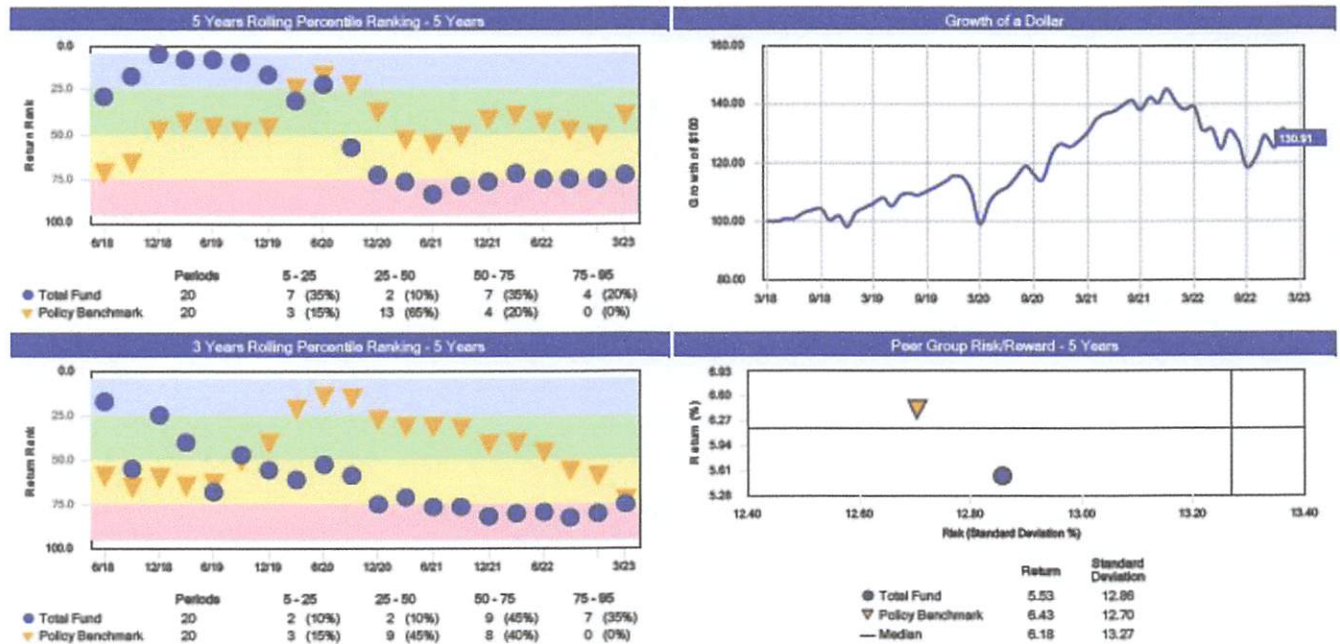 5 Years Rolling Percentile Ranking - 5 Years
0.0
25.0
50.0
75.0
100.0
Return Rank
6/18 12/18 6/19 12/19 6/20 12/20 6/21 12/21 6/22 3/23
Periods 5 - 25 25 - 50 50 - 75 75 - 95
Total Fund 20 7 (35%) 2 (10%) 7 (35%) 4 (20%)
Policy Benchmark 20 3 (15%) 13 (65%) 4 (20%) 0 (0%)
Growth of a Dollar
160.00
140.00
120.00
100.00
80.00
Growth of $100
130.91
3/18 9/18 3/19 9/19 3/20 9/20 3/21 9/21 3/22 9/22 3/23
3 Years Rolling Percentile Ranking - 5 Years
0.0
25.0
50.0
75.0
100.0
Return Rank
6/18 12/18 6/19 12/19 6/20 12/20 6/21 12/21 6/22 3/23
Periods 5 - 25 25 - 50 50 - 75 75 - 95
Total Fund 20 2 (10%) 2 (10%) 9 (45%) 7 (35%)
Policy Benchmark 20 3 (15%) 9 (45%) 8 (40%) 0 (0%)
Peer Group Risk/Reward - 5 Years
6.93
6.60
6.27
5.94
5.61
5.28
Return (%)
12.40 12.60 12.80 13.00 13.20 13.40
Risk (Standard Deviation %)
Return Standard Deviation
Total Fund 5.53 12.86
Policy Benchmark 6.43 12.70
Median 6.18 13.27